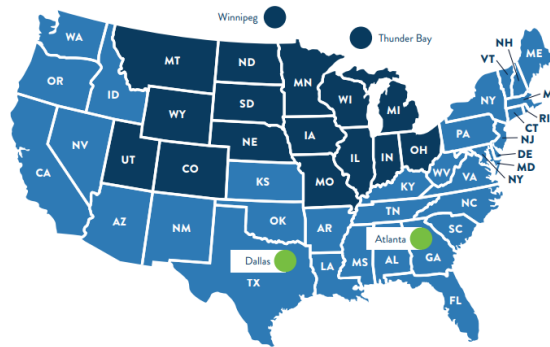 Winnipeg
Thunder Bay
WA
MT
ND
MN
VT
NH
ME
OR
ID
SD
WI
MI
NY
M
WY
RI
CT
IA
PA
NJ
NE
NV
UT
CO
IL
IN
OH
DE
MD
NY
WV
VA
CA
KS
MO
KY
NC
TN
AZ
NM
OK
AR
SC
Atlanta
Dallas
TX
LA
MS
AL
GA
FL